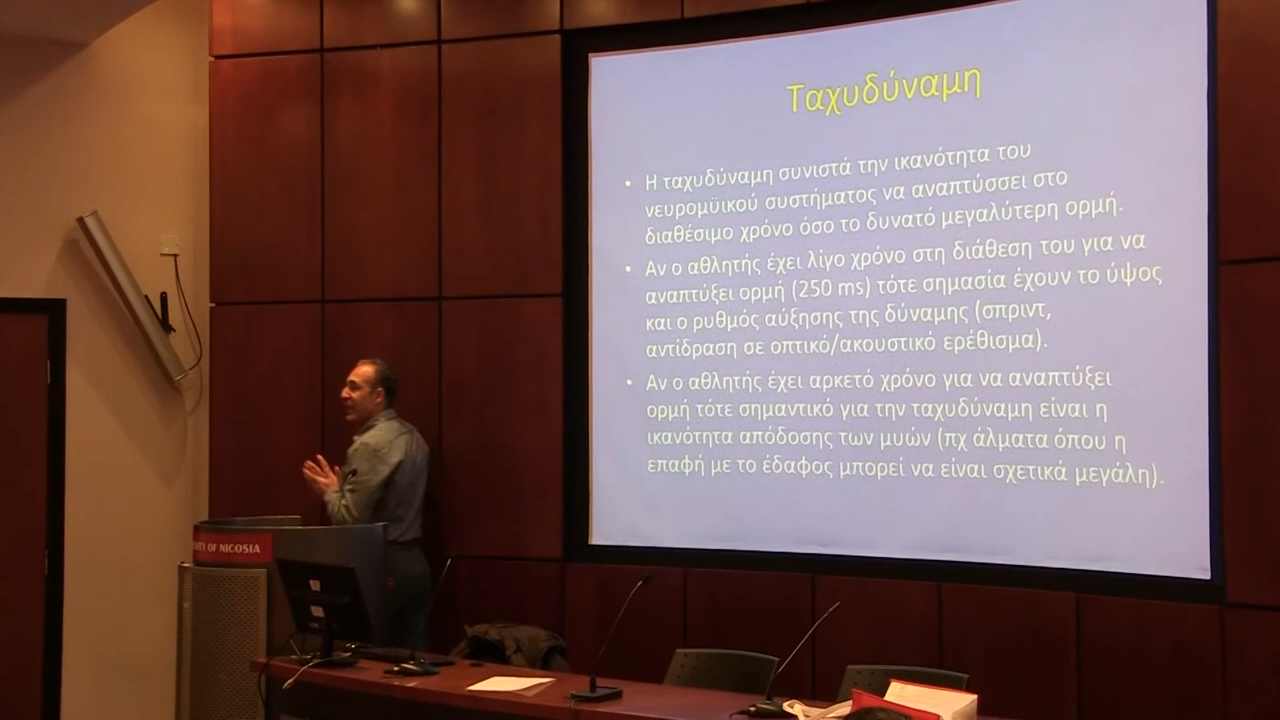 Ταχυδύναμη
• Η ταχυδύναμη συνιστά την ικανότητα του
νευρομϋικού συστήματος να αναπτύσσει στο
διαθέσιμο χρόνο όσο το δυνατό μεγαλύτερη ορμή.
• Αν ο αθλητής έχει λίγο χρόνο στη διάθεση του για να
αναπτύξει ορμή (250 ms) τότε σημασία έχουν το ύψος
και ο ρυθμός αύξησης της δύναμης (σπριντ,
αντίδραση σε οπτικό/ακουστικό ερέθισμα).
• Αν ο αθλητής έχει αρκετό χρόνο για να αναπτύξει
ορμή τότε σημαντικό για την ταχυδύναμη είναι η
ικανότητα απόδοσης των μυών (πχ άλματα όπου η
επαφή με το έδαφος μπορεί να είναι σχετικά μεγάλη).
OF NICOSIA